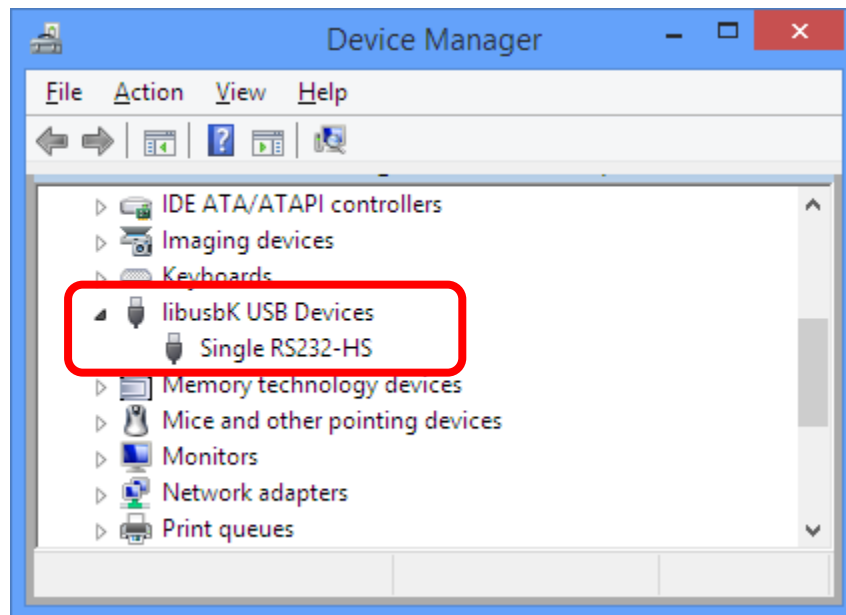 Device Manager
File Action View Help
IDE ATA/ATAPI controllers
Imaging devices
Keyboards
libusbK USB Devices
Single RS232-HS
Memory technology devices
Mice and other pointing devices
Monitors
Network adapters
Print queues